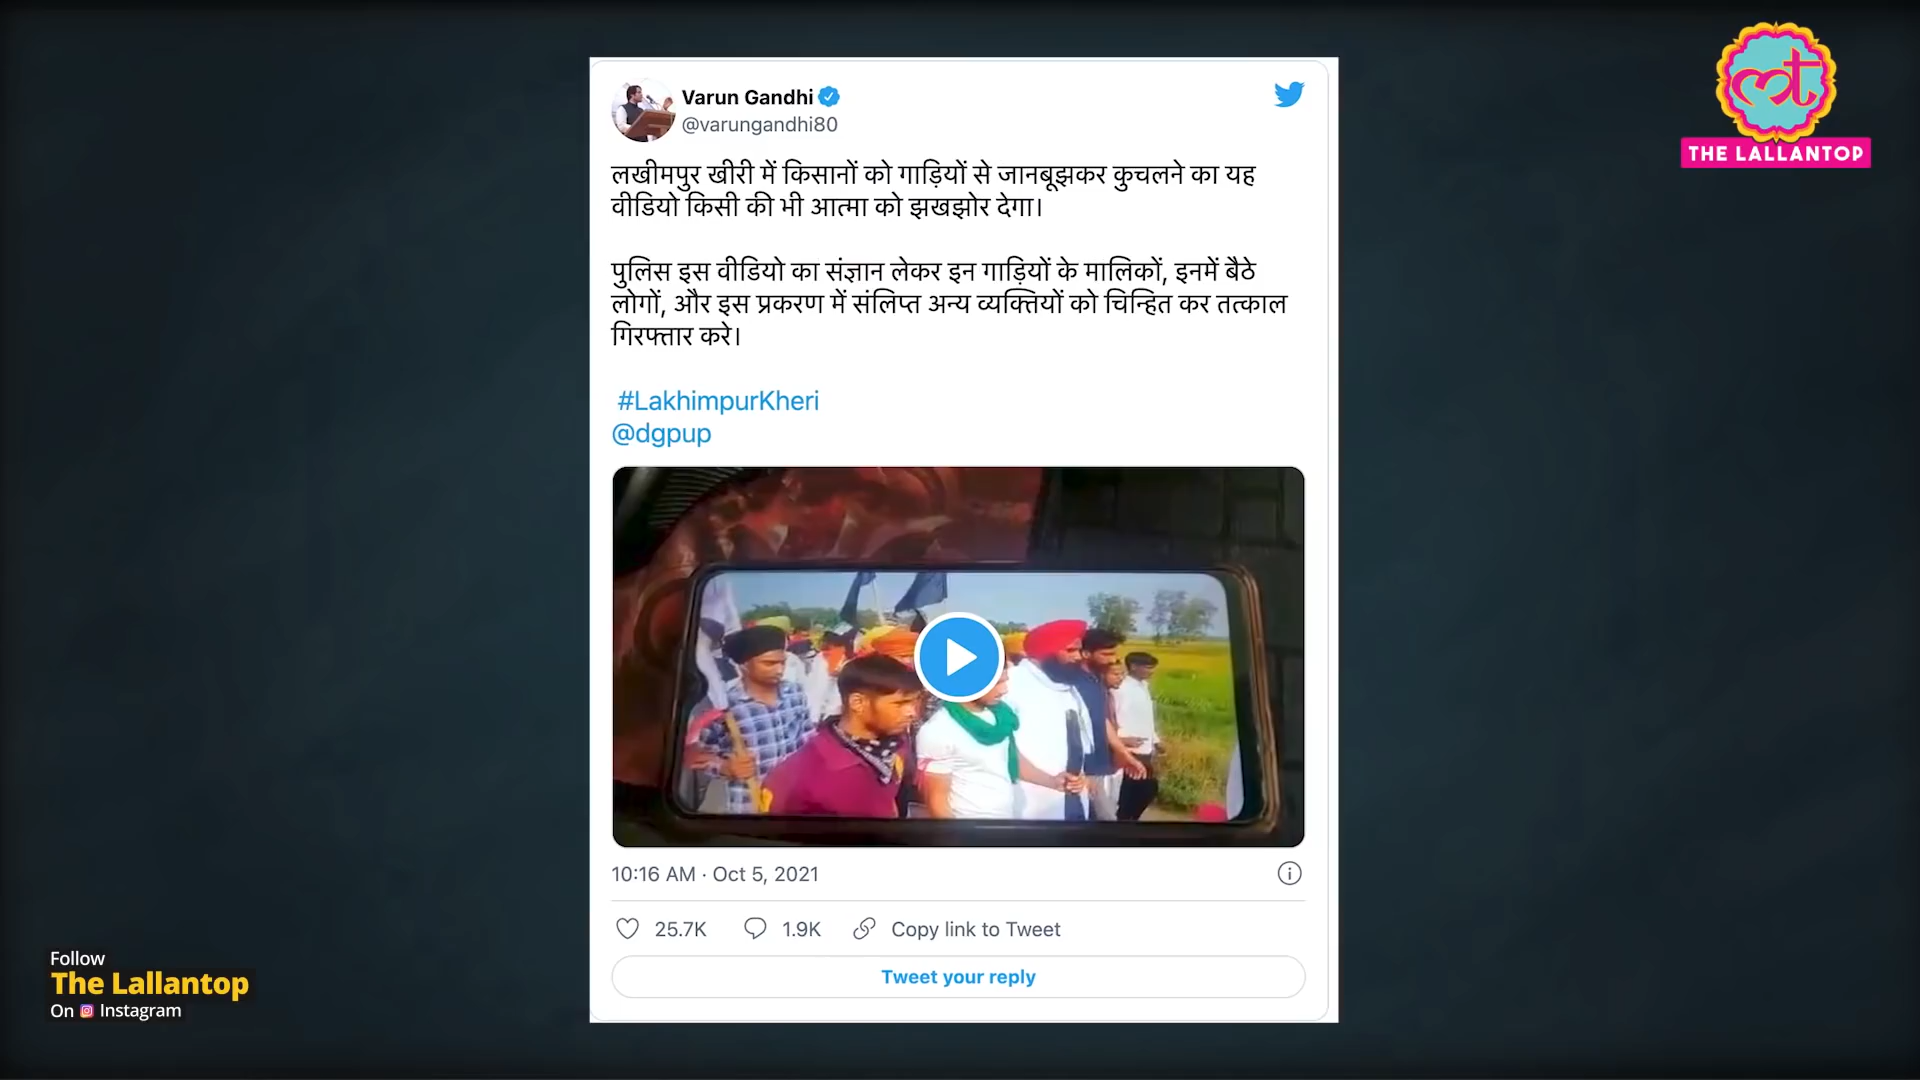 Varun Gandhi
@varungandhi80
लखीमपुर खीरी में किसानों को गाड़ियों से जानबूझकर कुचलने का यह
वीडियो किसी की भी आत्मा को झखझोर देगा।
पुलिस इस वीडियो का संज्ञान लेकर इन गाड़ियों के मालिकों, इनमें बैठे
लोगों, और इस प्रकरण में संलिप्त अन्य व्यक्तियों को चिन्हित कर तत्काल
गिरफ्तार करे।
#LakhimpurKheri
@dgpup
10:16 AM · Oct 5, 2021
25.7K 1.9K Copy link to Tweet
Tweet your reply
THE LALLANTOP
Follow
The Lallantop
On Instagram